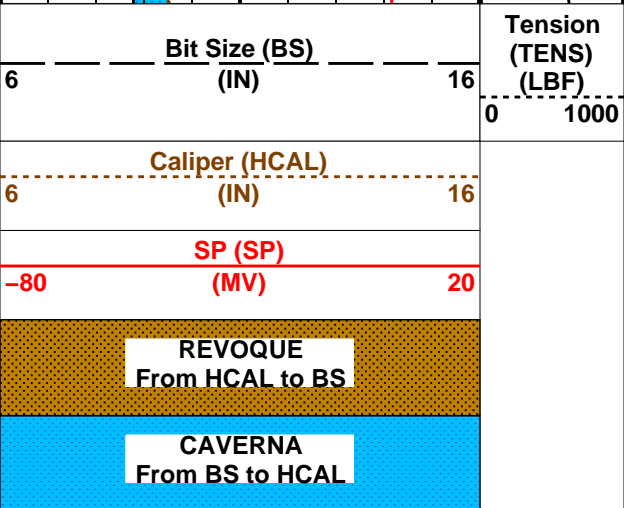 Bit Size (BS)
6 (IN) 16
Tension
(TENS)
(LBF)
0 1000
Caliper (HCAL)
6 (IN) 16
SP (SP)
−80 (MV) 20
REVOQUE
From HCAL to BS
CAVERNA
From BS to HCAL